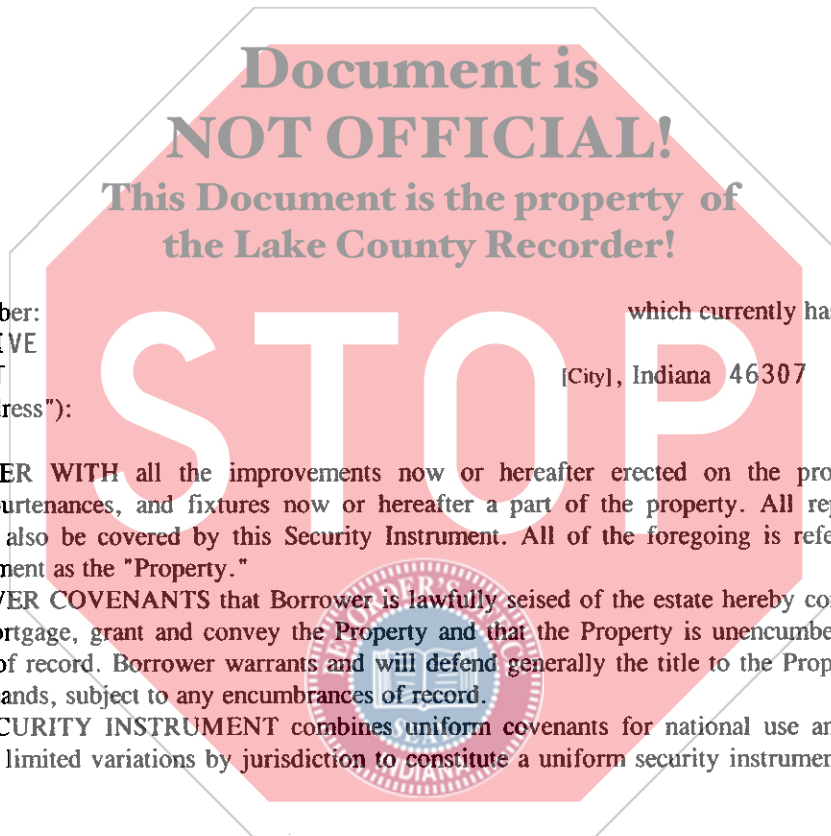 Document is
NOT OFFICIAL!
This Document is the property of
the Lake County Recorder!
STOP
ber: which currently has
IVE
T [City], Indiana 46307
dress"):
ER WITH all the improvements now or hereafter erected on the pro
urtenances, and fixtures now or hereafter a part of the property. All rep
also be covered by this Security Instrument. All of the foregoing is refe
ment as the "Property."
VER COVENANTS that Borrower is lawfully seised of the estate hereby co
ortgage, grant and convey the Property and that the Property is unencumbe
of record. Borrower warrants and will defend generally the title to the Prop
ands, subject to any encumbrances of record.
CURITY INSTRUMENT combines uniform covenants for national use an
limited variations by jurisdiction to constitute a uniform security instrumen
SEAL
INDIANA